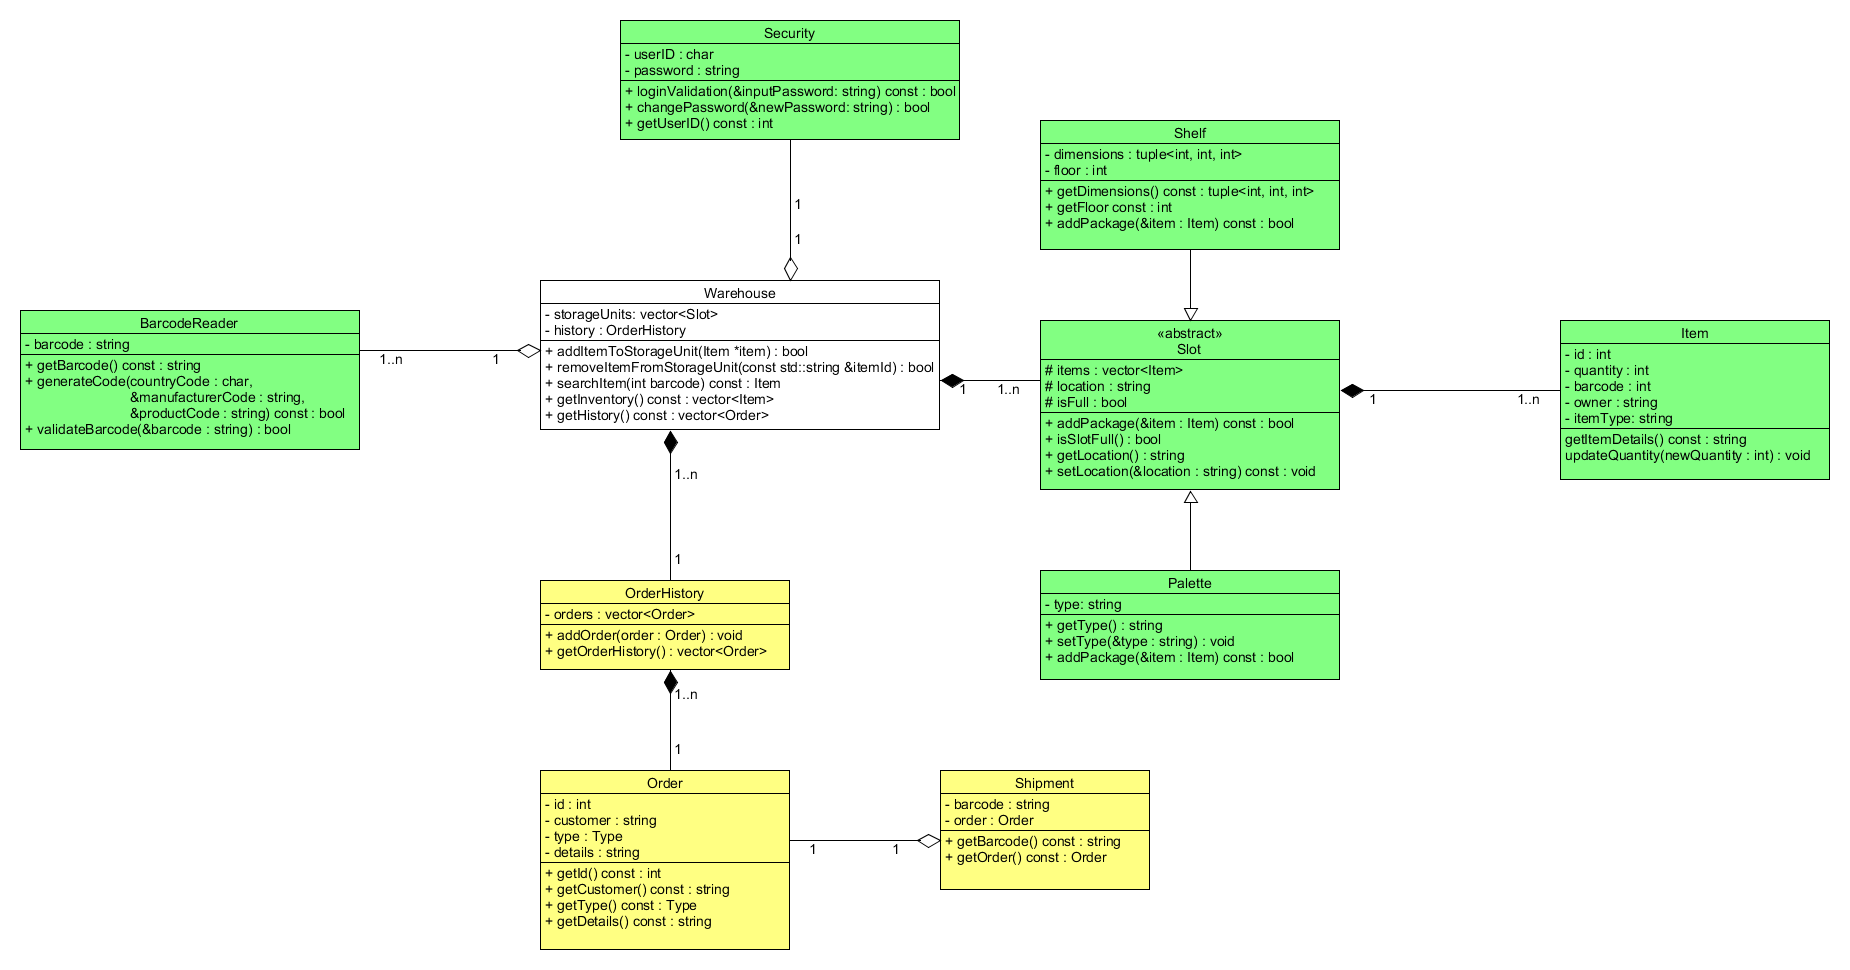 Security
- userID : char
- password : string
+ loginValidation(&inputPassword: string) const : bool
+ changePassword(&newPassword: string) : bool
+ getUserID() const : int
1
1
Shelf
- dimensions : tuple<int, int, int>
- floor : int
+ getDimensions() const : tuple<int, int, int>
+ getFloor const : int
+ addPackage(&item : Item) const : bool
BarcodeReader
- barcode : string
+ getBarcode() const : string
+ generateCode(countryCode : char,
&manufacturerCode : string,
&productCode : string) const : bool
+ validateBarcode(&barcode : string) : bool
1..n
1
Warehouse
- storageUnits: vector<Slot>
- history : OrderHistory
+ addItemToStorageUnit(Item *item) : bool
+ removeItemFromStorageUnit(const std::string &itemId) : bool
+ searchItem(int barcode) const : Item
+ getInventory() const : vector<Item>
+ getHistory() const : vector<Order>
1
1..n
«abstract»
Slot
# items : vector<Item>
# location : string
# isFull : bool
+ addPackage(&item : Item) const : bool
+ isSlotFull() : bool
+ getLocation() : string
+ setLocation(&location : string) const : void
1
1..n
Item
- id : int
- quantity : int
- barcode : int
- owner : string
- itemType: string
getItemDetails() const : string
updateQuantity(newQuantity : int) : void
1..n
1
OrderHistory
- orders : vector<Order>
+ addOrder(order : Order) : void
+ getOrderHistory() : vector<Order>
Palette
- type: string
+ getType() : string
+ setType(&type : string) : void
+ addPackage(&item : Item) const : bool
1..n
1
Order
- id : int
- customer : string
- type : Type
- details : string
+ getId() const : int
+ getCustomer() const : string
+ getType() const : Type
+ getDetails() const : string
1
1
Shipment
- barcode : string
- order : Order
+ getBarcode() const : string
+ getOrder() const : Order